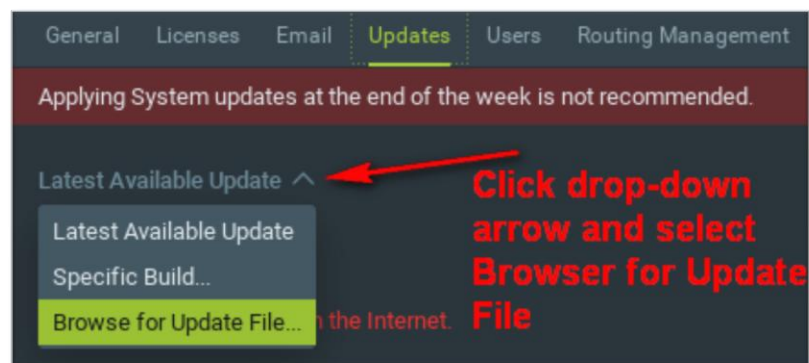 General Licenses Email Updates Users Routing Management
Applying System updates at the end of the week is not recommended.
Latest Available Update
Click drop-down
arrow and select
Browser for Update
File
Latest Available Update
Specific Build...
Browse for Update File...
the Internet.